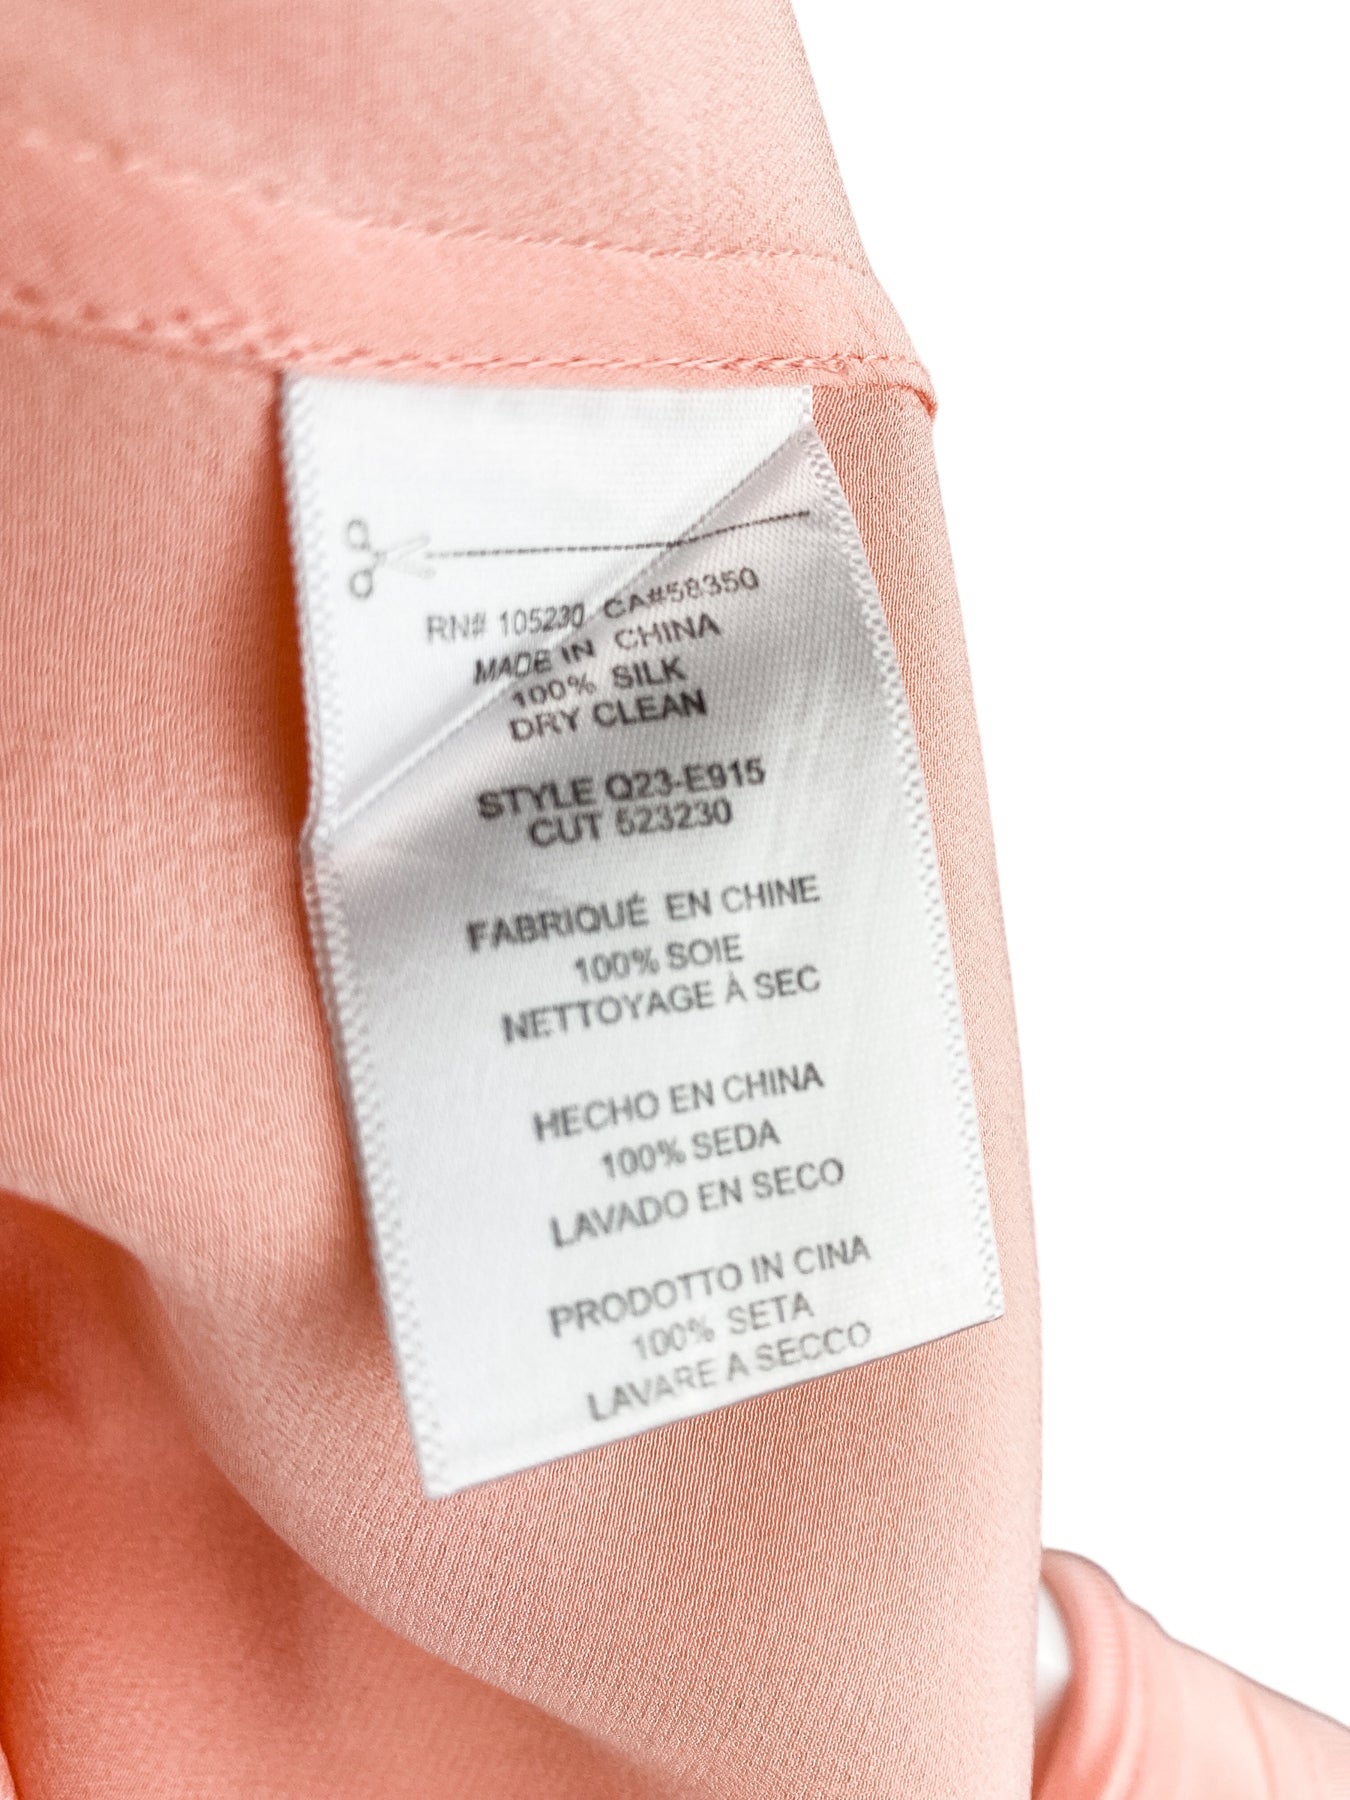 RN# 105230 CA#58350
MADE IN CHINA
100% SILK
DRY CLEAN
STYLE Q23-E915
CUT 523230
FABRIQUÉ EN CHINE
100% SOIE
NETTOYAGE À SEC
HECHO EN CHINA
100% SEDA
LAVADO EN SECO
PRODOTTO IN CINA
100% SETA
LAVARE A SECCO